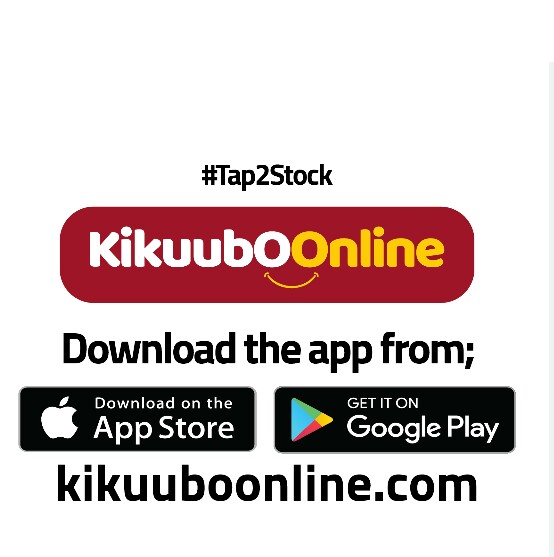 #Tap2Stock
KikuubOOnline
Download the app from;
Download on the
App Store
GET IT ON
Google Play
kikuuboonline.com